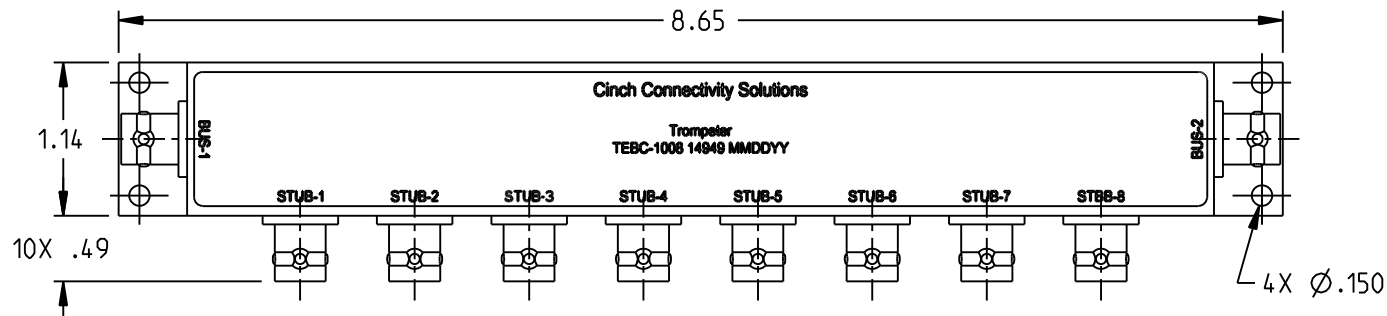 8.65
Cinch Connectivity Solutions
1.14
BUS-1
Trompeter
BUS-2
TEBC-1008 14949 MMDDYY
STUB-1 STUB-2 STUB-3 STUB-4 STUB-5 STUB-6 STUB-7 STBB-8
10X .49
4X Ø.150